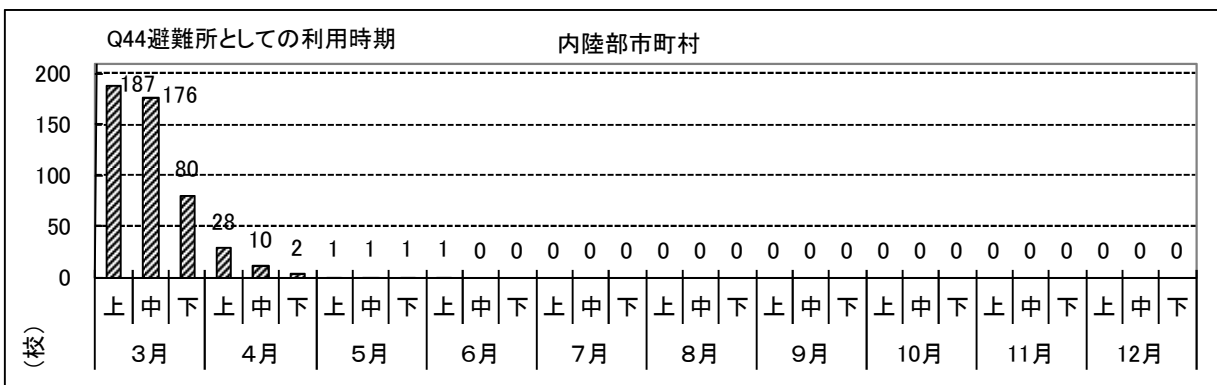 Q44避難所としての利用時期 内陸部市町村
200
150
100
50
0
187 176 80 28 10 2 1 1 1 1 0 0 0 0 0 0 0 0 0 0 0 0 0 0 0 0 0 0 0 0
上 中 下 上 中 下 上 中 下 上 中 下 上 中 下 上 中 下 上 中 下 上 中 下 上 中 下 上 中 下
3月 4月 5月 6月 7月 8月 9月 10月 11月 12月
(校)